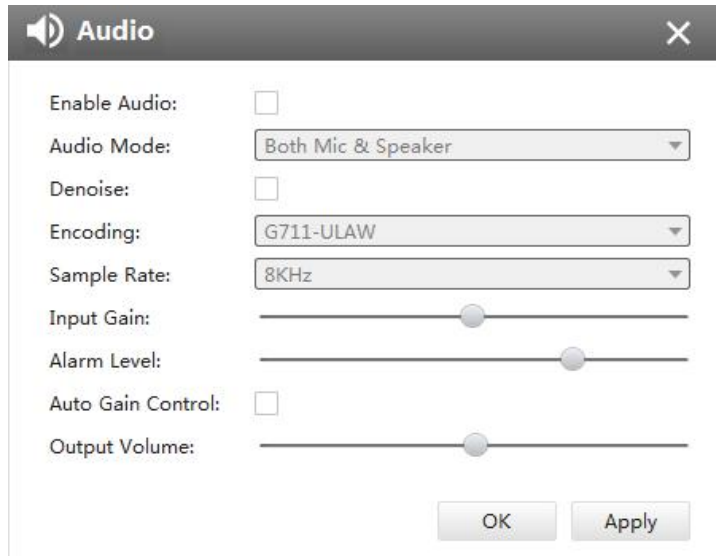 Audio
Enable Audio:
Audio Mode: Both Mic & Speaker
Denoise:
Encoding: G711-ULAW
Sample Rate: 8KHz
Input Gain:
Alarm Level:
Auto Gain Control:
Output Volume:
OK Apply